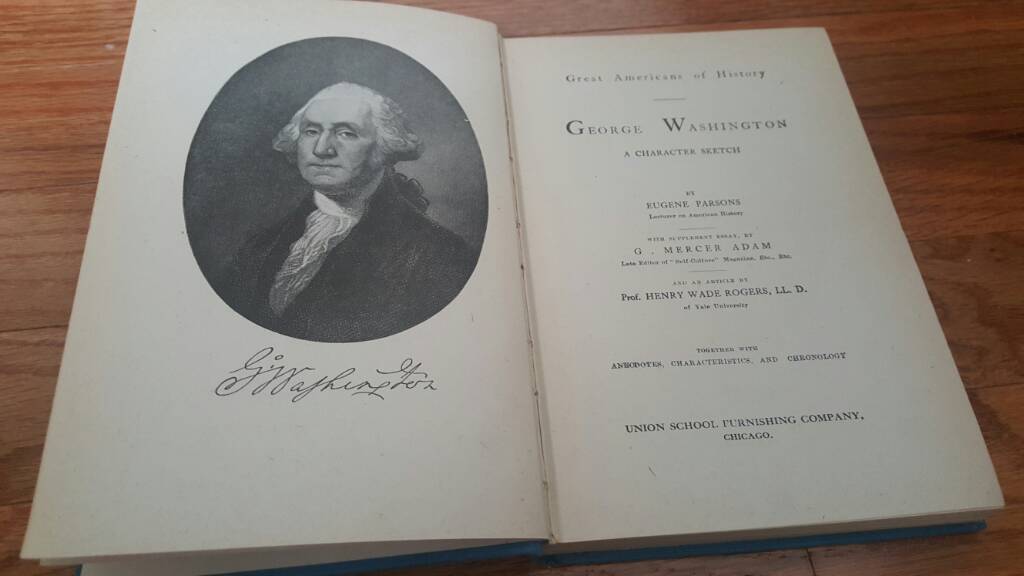 G. Washington
Great Americans of History
GEORGE WASHINGTON
A CHARACTER SKETCH
BY
EUGENE PARSONS
Lecturer on American History
WITH SUPPLEMENT ESSAY, BY
G. MERCER ADAM
Late Editor of "Self-Culture" Magazine, Etc., Etc.
AND AN ARTICLE BY
Prof. HENRY WADE ROGERS, LL. D.
of Yale University
TOGETHER WITH
ANECDOTES, CHARACTERISTICS, AND CHRONOLOGY
UNION SCHOOL FURNISHING COMPANY,
CHICAGO.